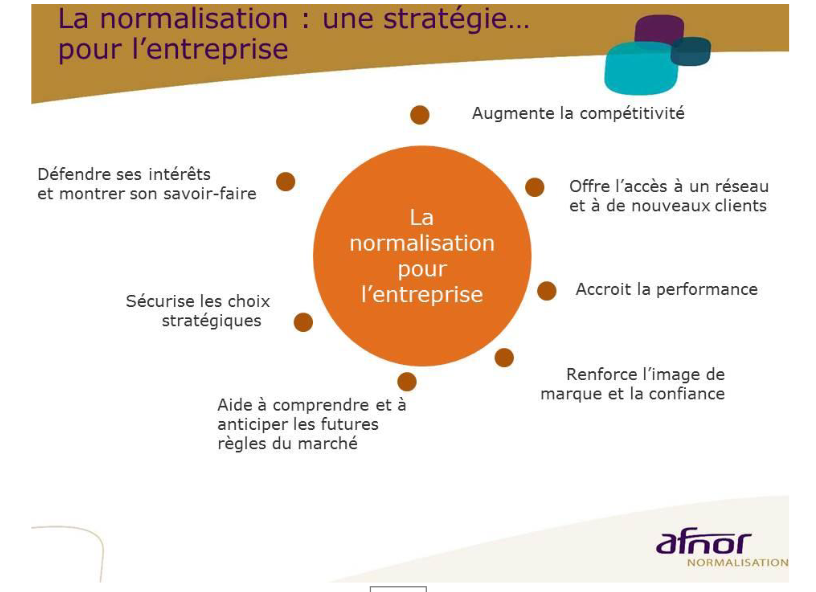 La normalisation : une stratégie…
pour l’entreprise
Augmente la compétitivité
Défendre ses intérêts
et montrer son savoir-faire
Offre l’accès à un réseau
et à de nouveaux clients
La
normalisation
pour
l’entreprise
Accroit la performance
Sécurise les choix
stratégiques
Renforce l’image de
marque et la confiance
Aide à comprendre et à
anticiper les futures
règles du marché
afnor
NORMALISATION